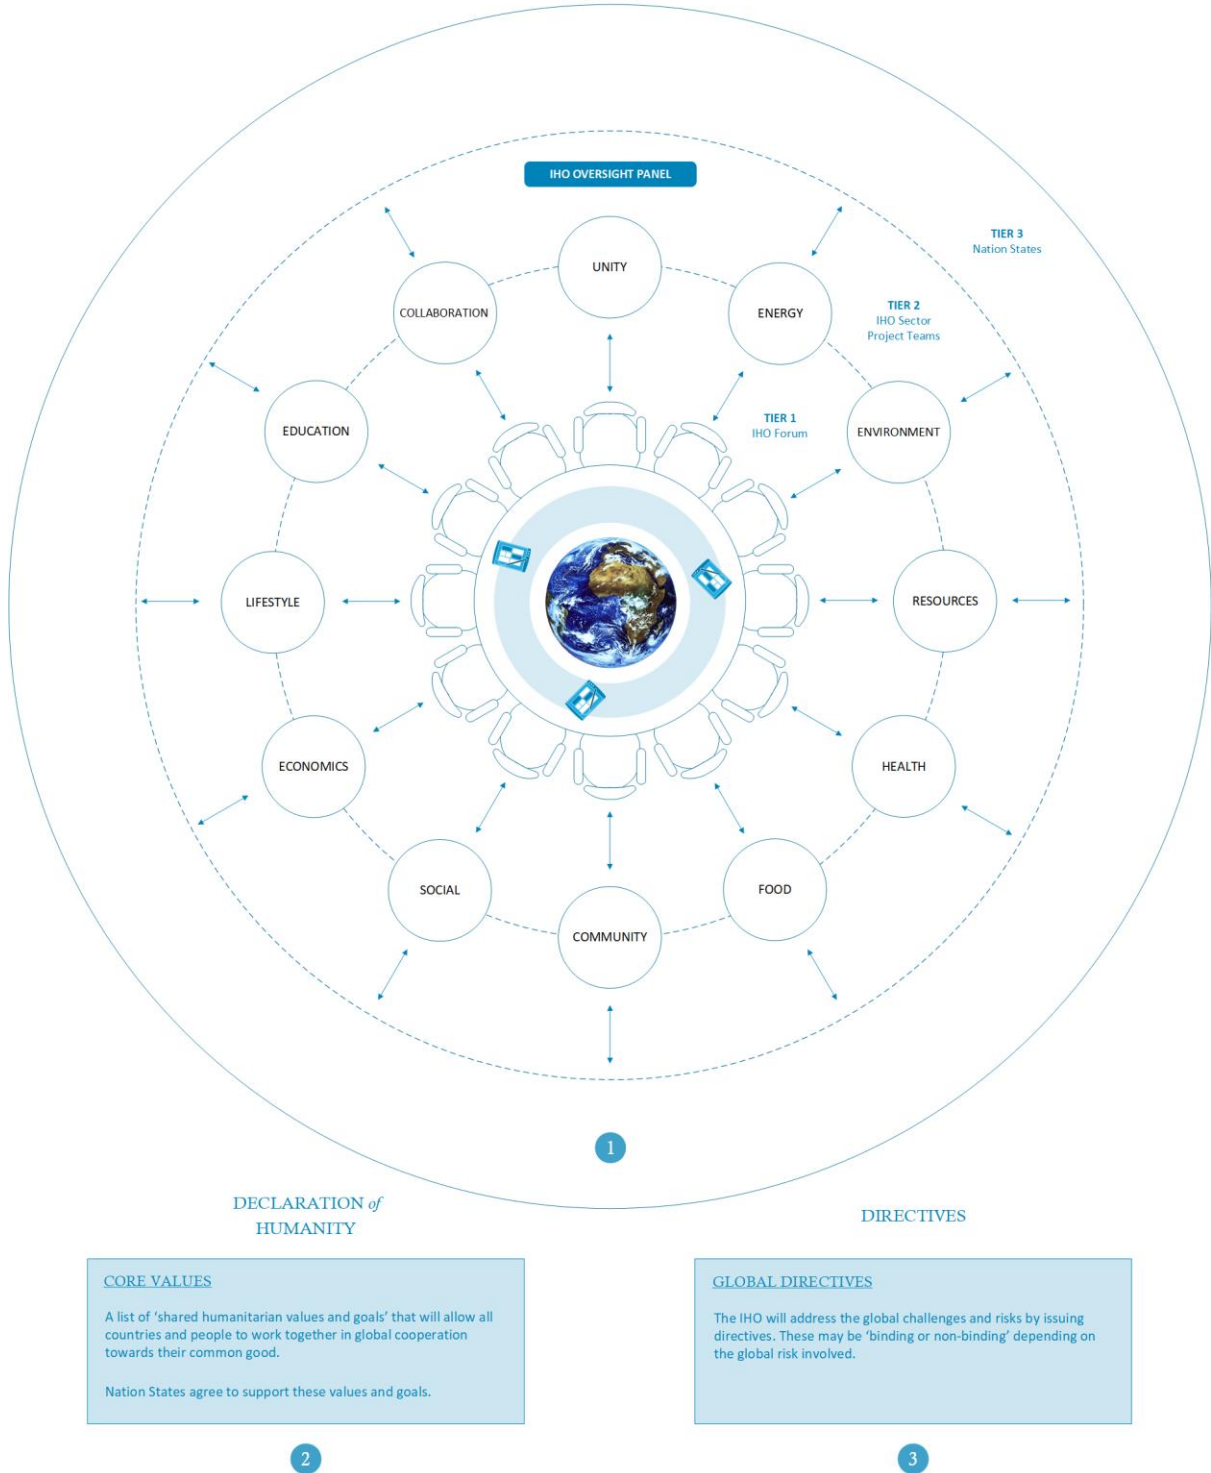 IHO OVERSIGHT PANEL
TIER 3
Nation States
UNITY
COLLABORATION
ENERGY
TIER 2
IHO Sector
Project Teams
TIER 1
IHO Forum
EDUCATION
ENVIRONMENT
LIFESTYLE
RESOURCES
ECONOMICS
HEALTH
SOCIAL
FOOD
COMMUNITY
1
DECLARATION of
HUMANITY
CORE VALUES
A list of ‘shared humanitarian values and goals’ that will allow all
countries and people to work together in global cooperation
towards their common good.
Nation States agree to support these values and goals.
2
DIRECTIVES
GLOBAL DIRECTIVES
The IHO will address the global challenges and risks by issuing
directives. These may be ‘binding or non-binding’ depending on
the global risk involved.
3